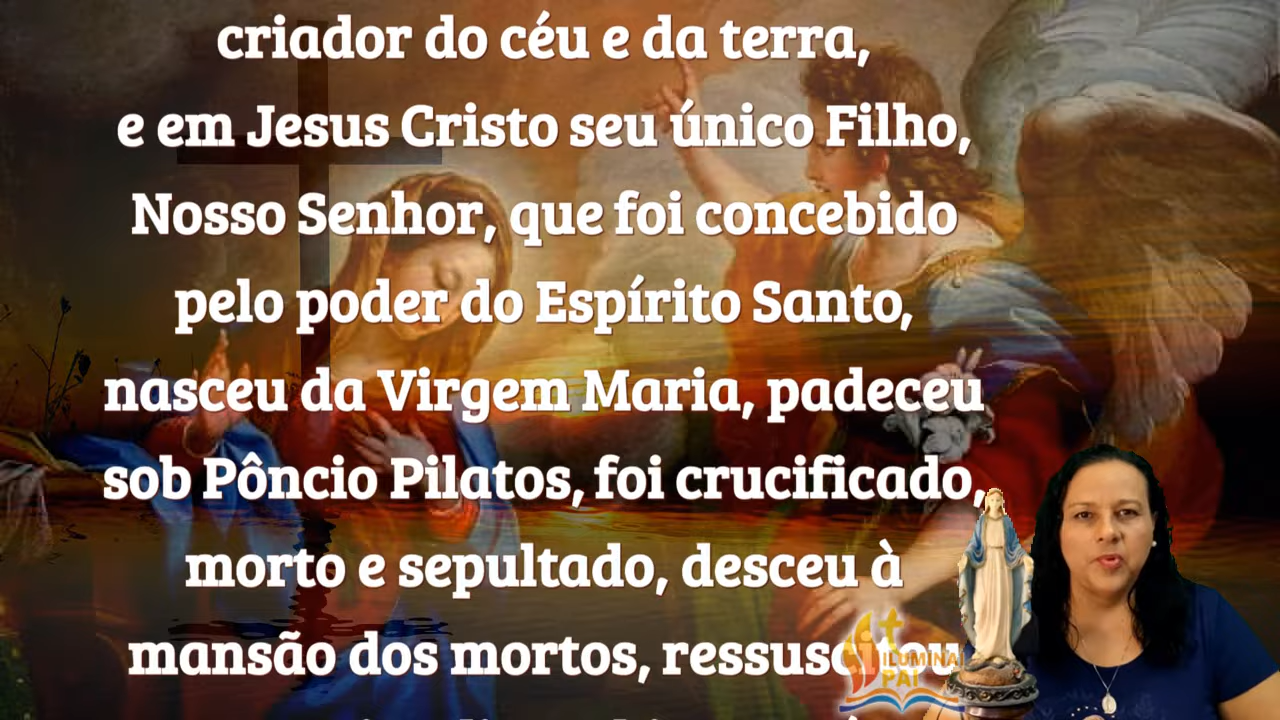 criador do céu e da terra,
e em Jesus Cristo seu único Filho,
Nosso Senhor, que foi concebido
pelo poder do Espírito Santo,
nasceu da Virgem Maria, padeceu
sob Pôncio Pilatos, foi crucificado,
morto e sepultado, desceu à
mansão dos mortos, ressuscitou
ILUMINA
PAI